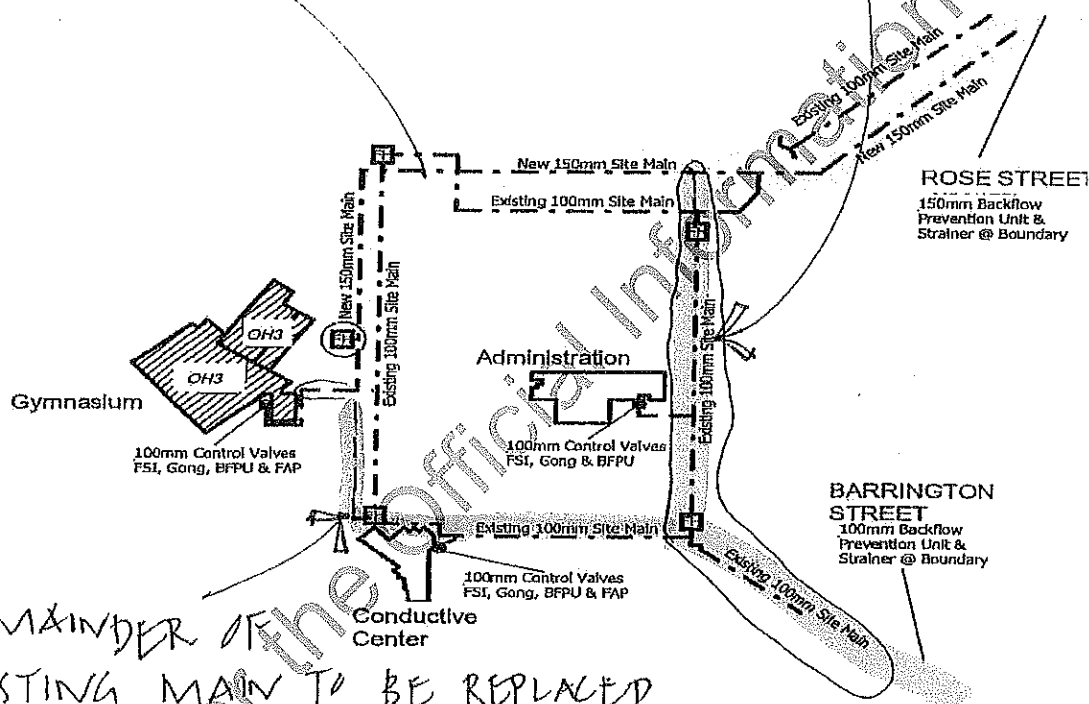 Existing 100mm Site Main
New 150mm Site Main
New 150mm Site Main
Existing 100mm Site Main
ROSE STREET
150mm Backflow
Prevention Unit &
Strainer @ Boundary
New 150mm Site Main
Existing 100mm Site Main
OH3
OH3
Gymnasium
100mm Control Valves
FSI, Gong, BFPU & FAP
Administration
100mm Control Valves
FSI, Gong & BFPU
Existing 100mm Site Main
BARRINGTON
STREET
100mm Backflow
Prevention Unit &
Strainer @ Boundary
Existing 100mm Site Main
Existing 100mm Site Main
100mm Control Valves
FSI, Gong, BFPU & FAP
Conductive
Center
MAINDER OF
STING MAIN TO BE REPLACED
the Official Information